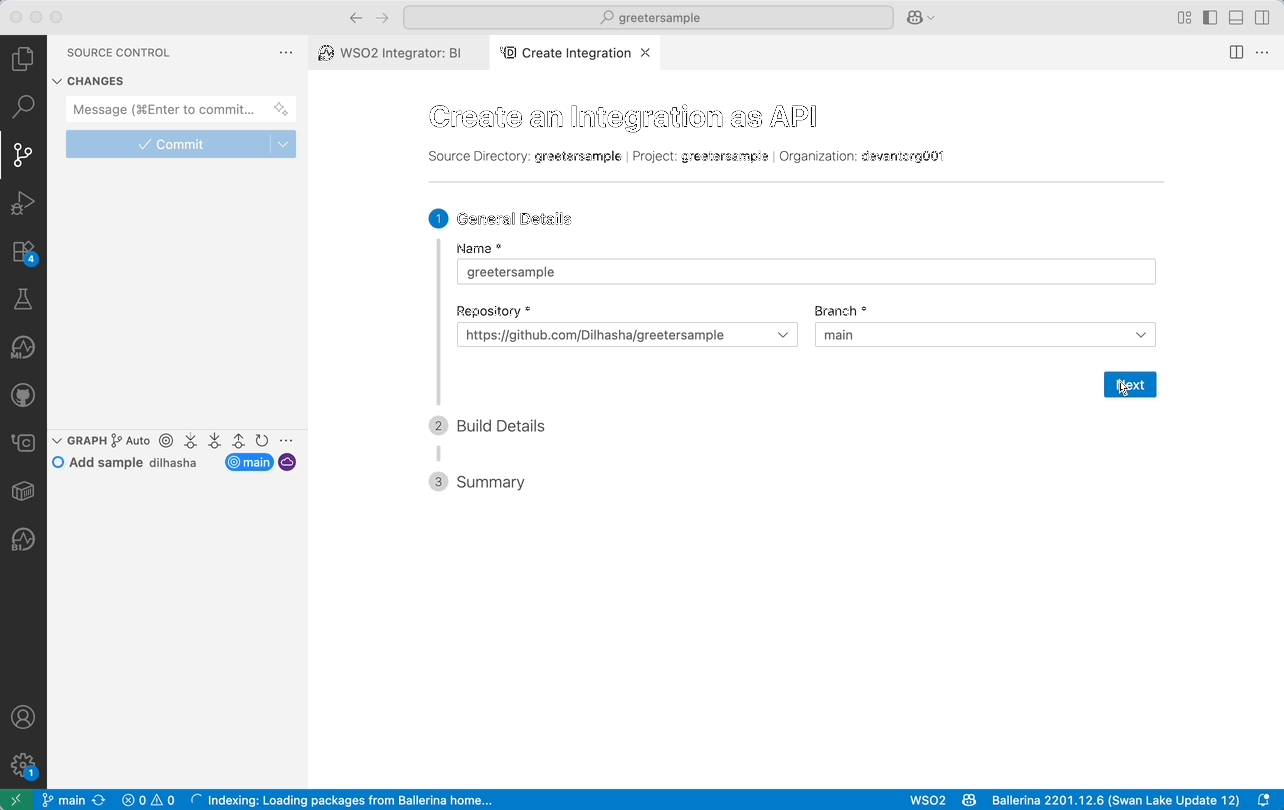 greetersample
SOURCE CONTROL
CHANGES
Message (⌘Enter to commit...
Commit
4
MI
BI
1
GRAPH Auto
Add sample dilhasha main
WSO2 Integrator: BI
Create Integration
Create an Integration as API
Source Directory: greetersample | Project: greetersample | Organization: devantorg001
1 General Details
Name *
greetersample
Repository * Branch *
https://github.com/Dilhasha/greetersample main
Next
2 Build Details
3 Summary
main 0 0 Indexing: Loading packages from Ballerina home... WSO2 Ballerina 2201.12.6 (Swan Lake Update 12)